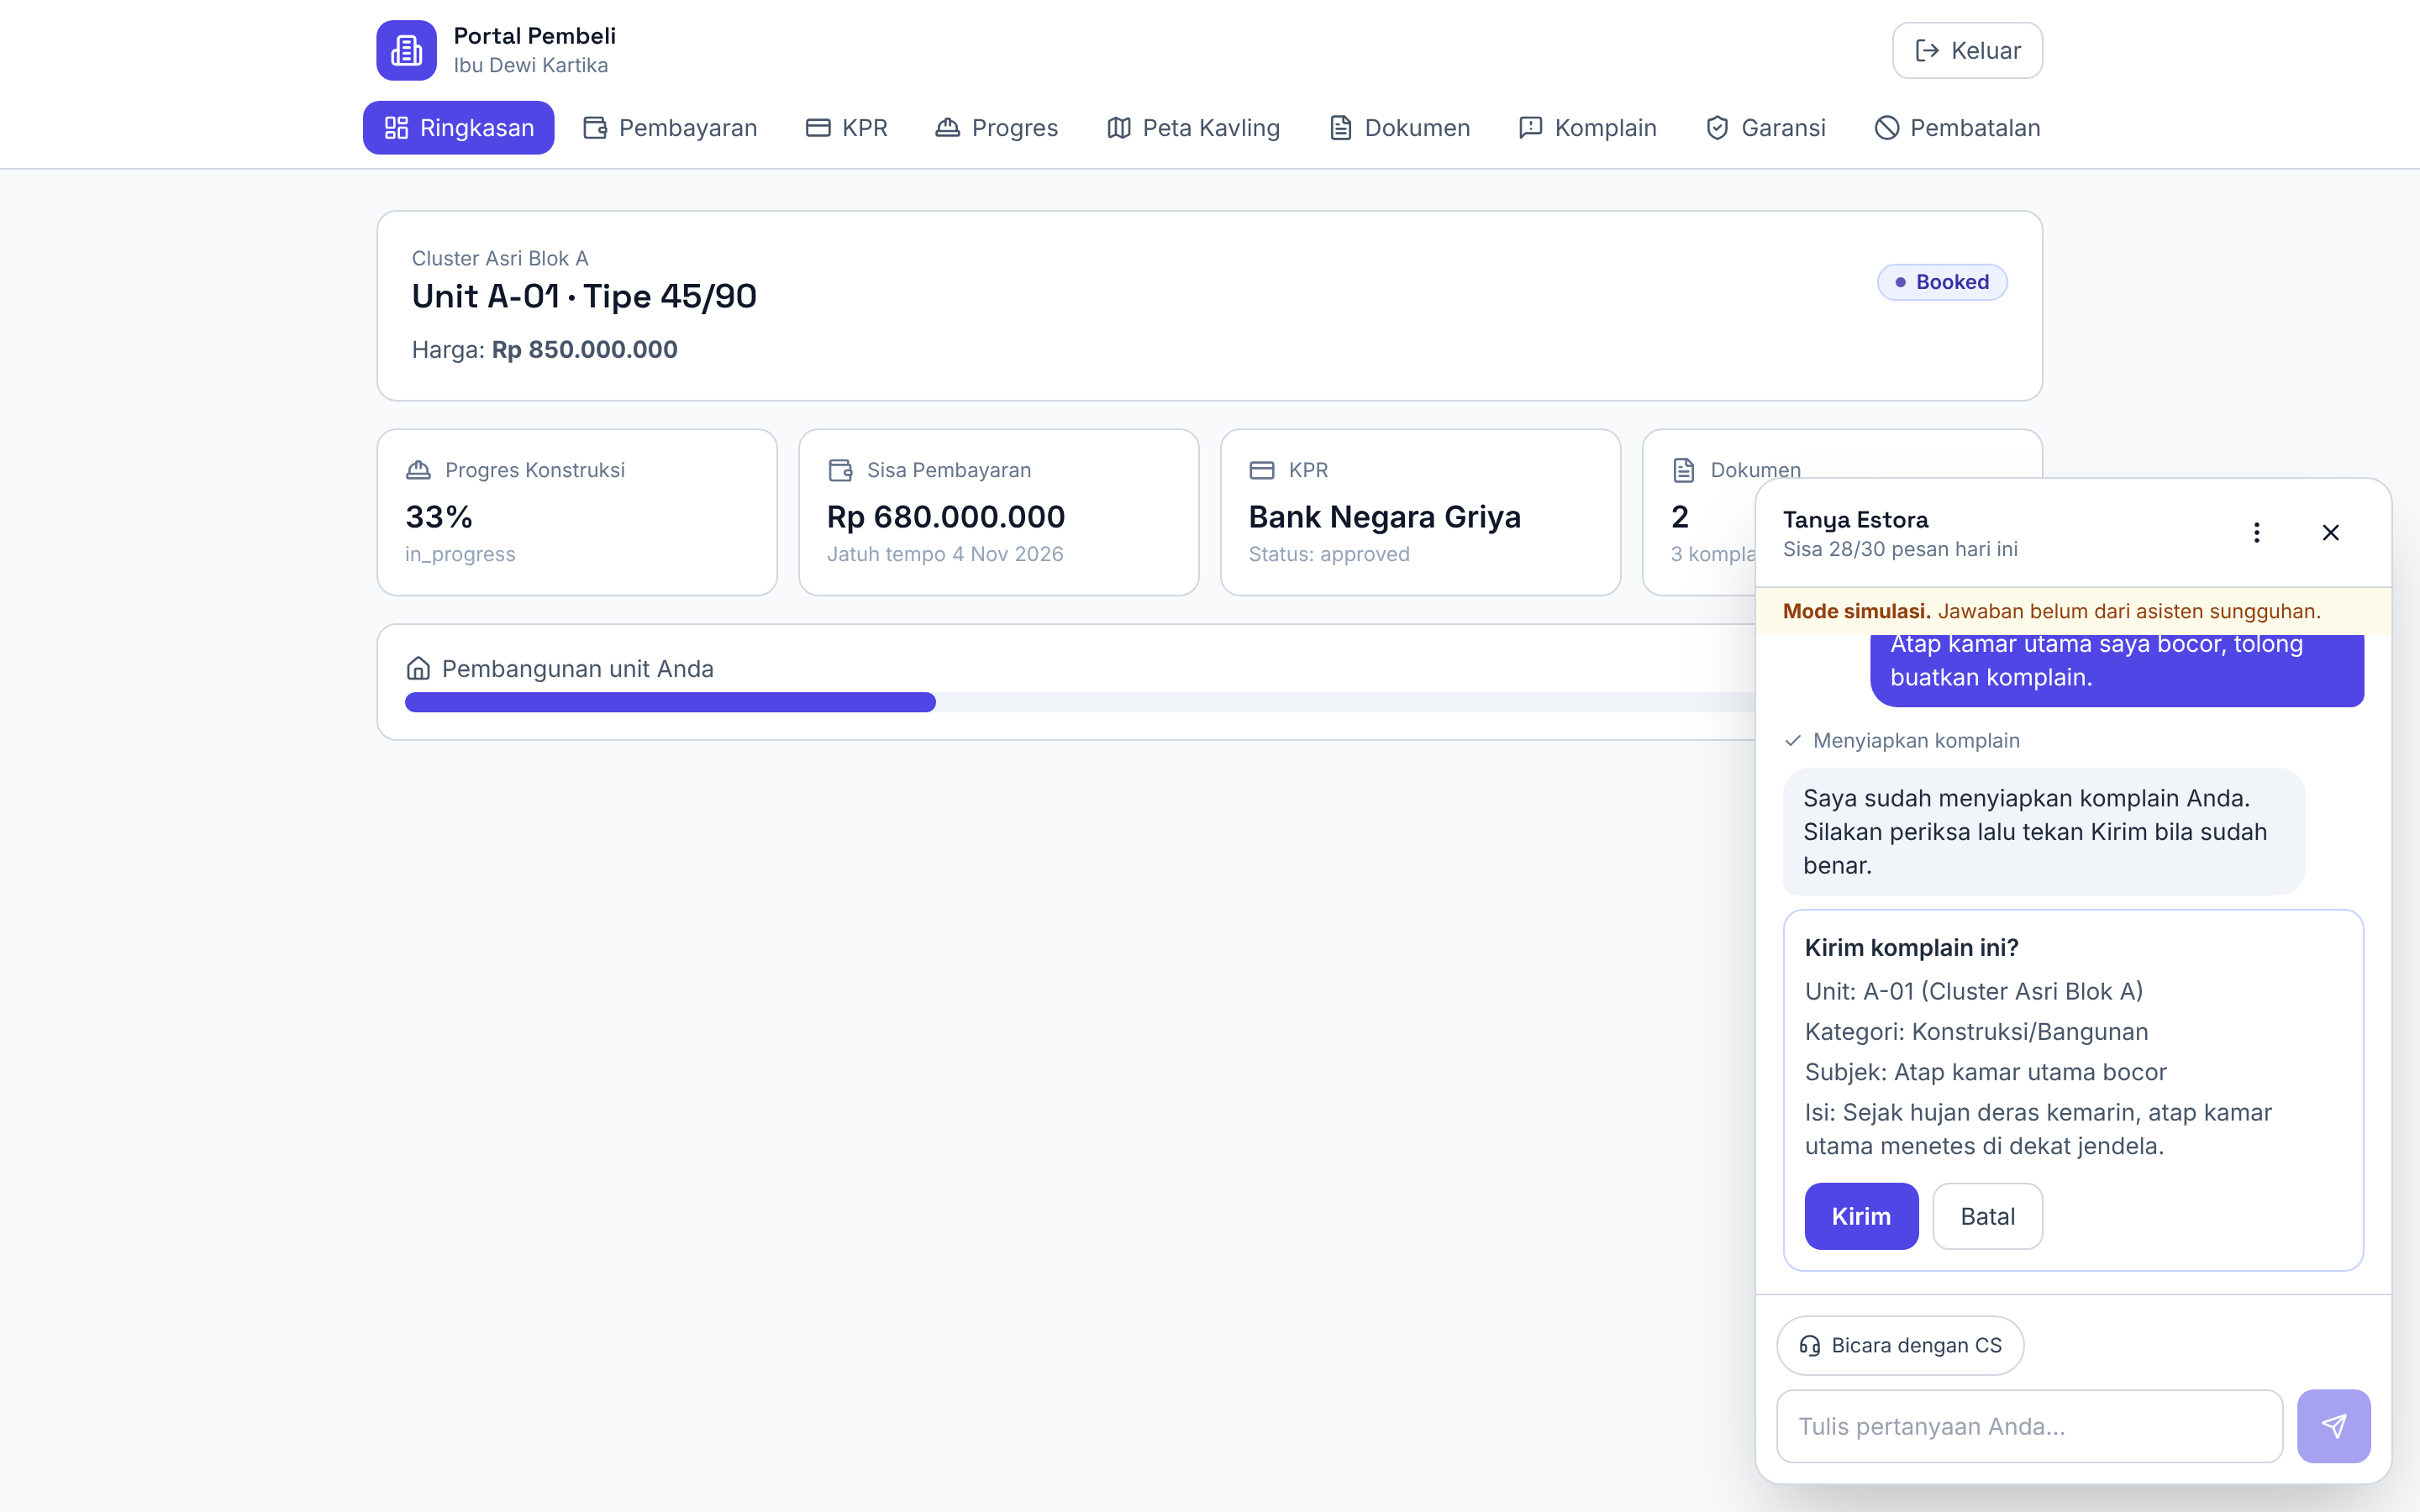 Portal Pembeli
Ibu Dewi Kartika
Keluar
Ringkasan
Pembayaran
KPR
Progres
Peta Kavling
Dokumen
Komplain
Garansi
Pembatalan
Cluster Asri Blok A
Unit A-01 · Tipe 45/90
Harga: Rp 850.000.000
Booked
Progres Konstruksi
33%
in_progress
Sisa Pembayaran
Rp 680.000.000
Jatuh tempo 4 Nov 2026
KPR
Bank Negara Griya
Status: approved
Dokumen
2
3
Pembangunan unit Anda
Tanya Estora
Sisa 28/30 pesan hari ini
Mode simulasi. Jawaban belum dari asisten sungguhan.
Atap kamar utama saya bocor, tolong
buatkan komplain.
Menyiapkan komplain
Saya sudah menyiapkan komplain Anda.
Silakan periksa lalu tekan Kirim bila sudah
benar.
Kirim komplain ini?
Unit: A-01 (Cluster Asri Blok A)
Kategori: Konstruksi/Bangunan
Subjek: Atap kamar utama bocor
Isi: Sejak hujan deras kemarin, atap kamar
utama menetes di dekat jendela.
Kirim
Batal
Bicara dengan CS
Tulis pertanyaan Anda...